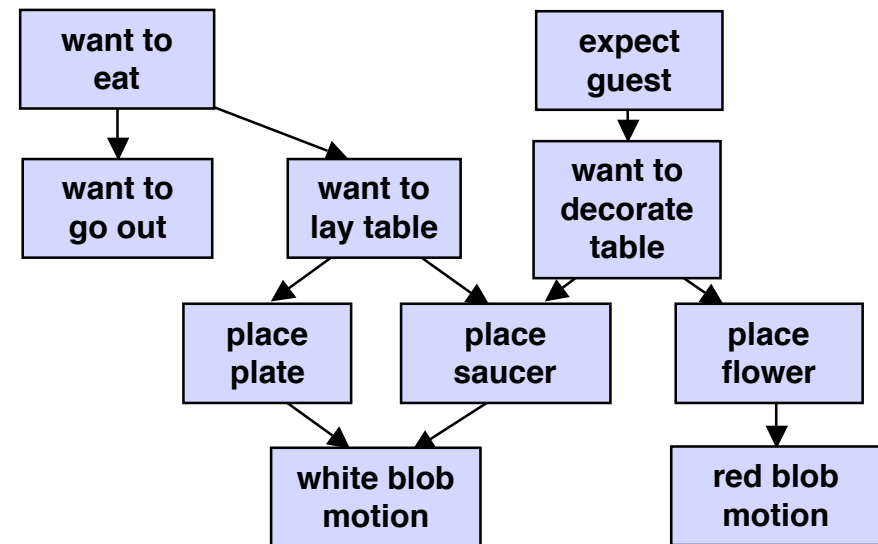 want to
eat
expect
guest
want to
go out
want to
lay table
want to
decorate
table
place
plate
place
saucer
place
flower
white blob
motion
red blob
motion